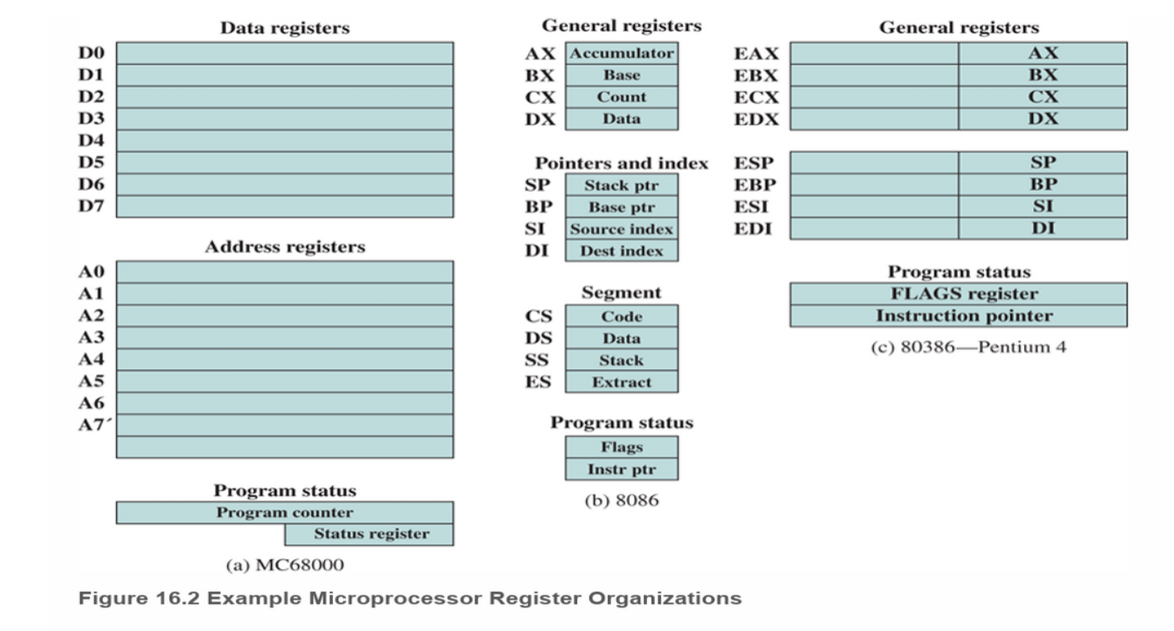 Data registers
D0
D1
D2
D3
D4
D5
D6
D7
Address registers
A0
A1
A2
A3
A4
A5
A6
A7´
Program status
Program counter
Status register
(a) MC68000
General registers
AX Accumulator
BX Base
CX Count
DX Data
Pointers and index
SP Stack ptr
BP Base ptr
SI Source index
DI Dest index
Segment
CS Code
DS Data
SS Stack
ES Extract
Program status
Flags
Instr ptr
(b) 8086
General registers
EAX AX
EBX BX
ECX CX
EDX DX
ESP SP
EBP BP
ESI SI
EDI DI
Program status
FLAGS register
Instruction pointer
(c) 80386—Pentium 4
Figure 16.2 Example Microprocessor Register Organizations